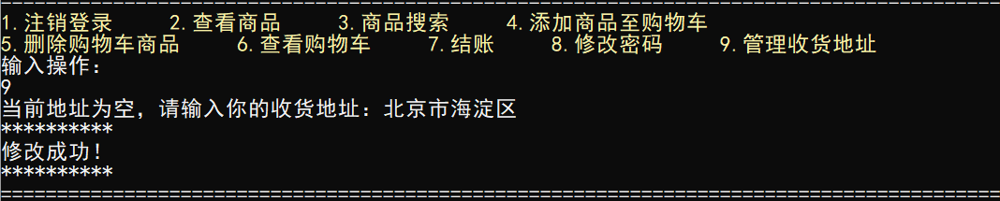 ==========================================================================================
1.注销登录    2.查看商品    3.商品搜索    4.添加商品至购物车
5.删除购物车商品    6.查看购物车    7.结账    8.修改密码    9.管理收货地址
输入操作:
9
当前地址为空，请输入你的收货地址：北京市海淀区
**********
修改成功！
**********
==========================================================================================